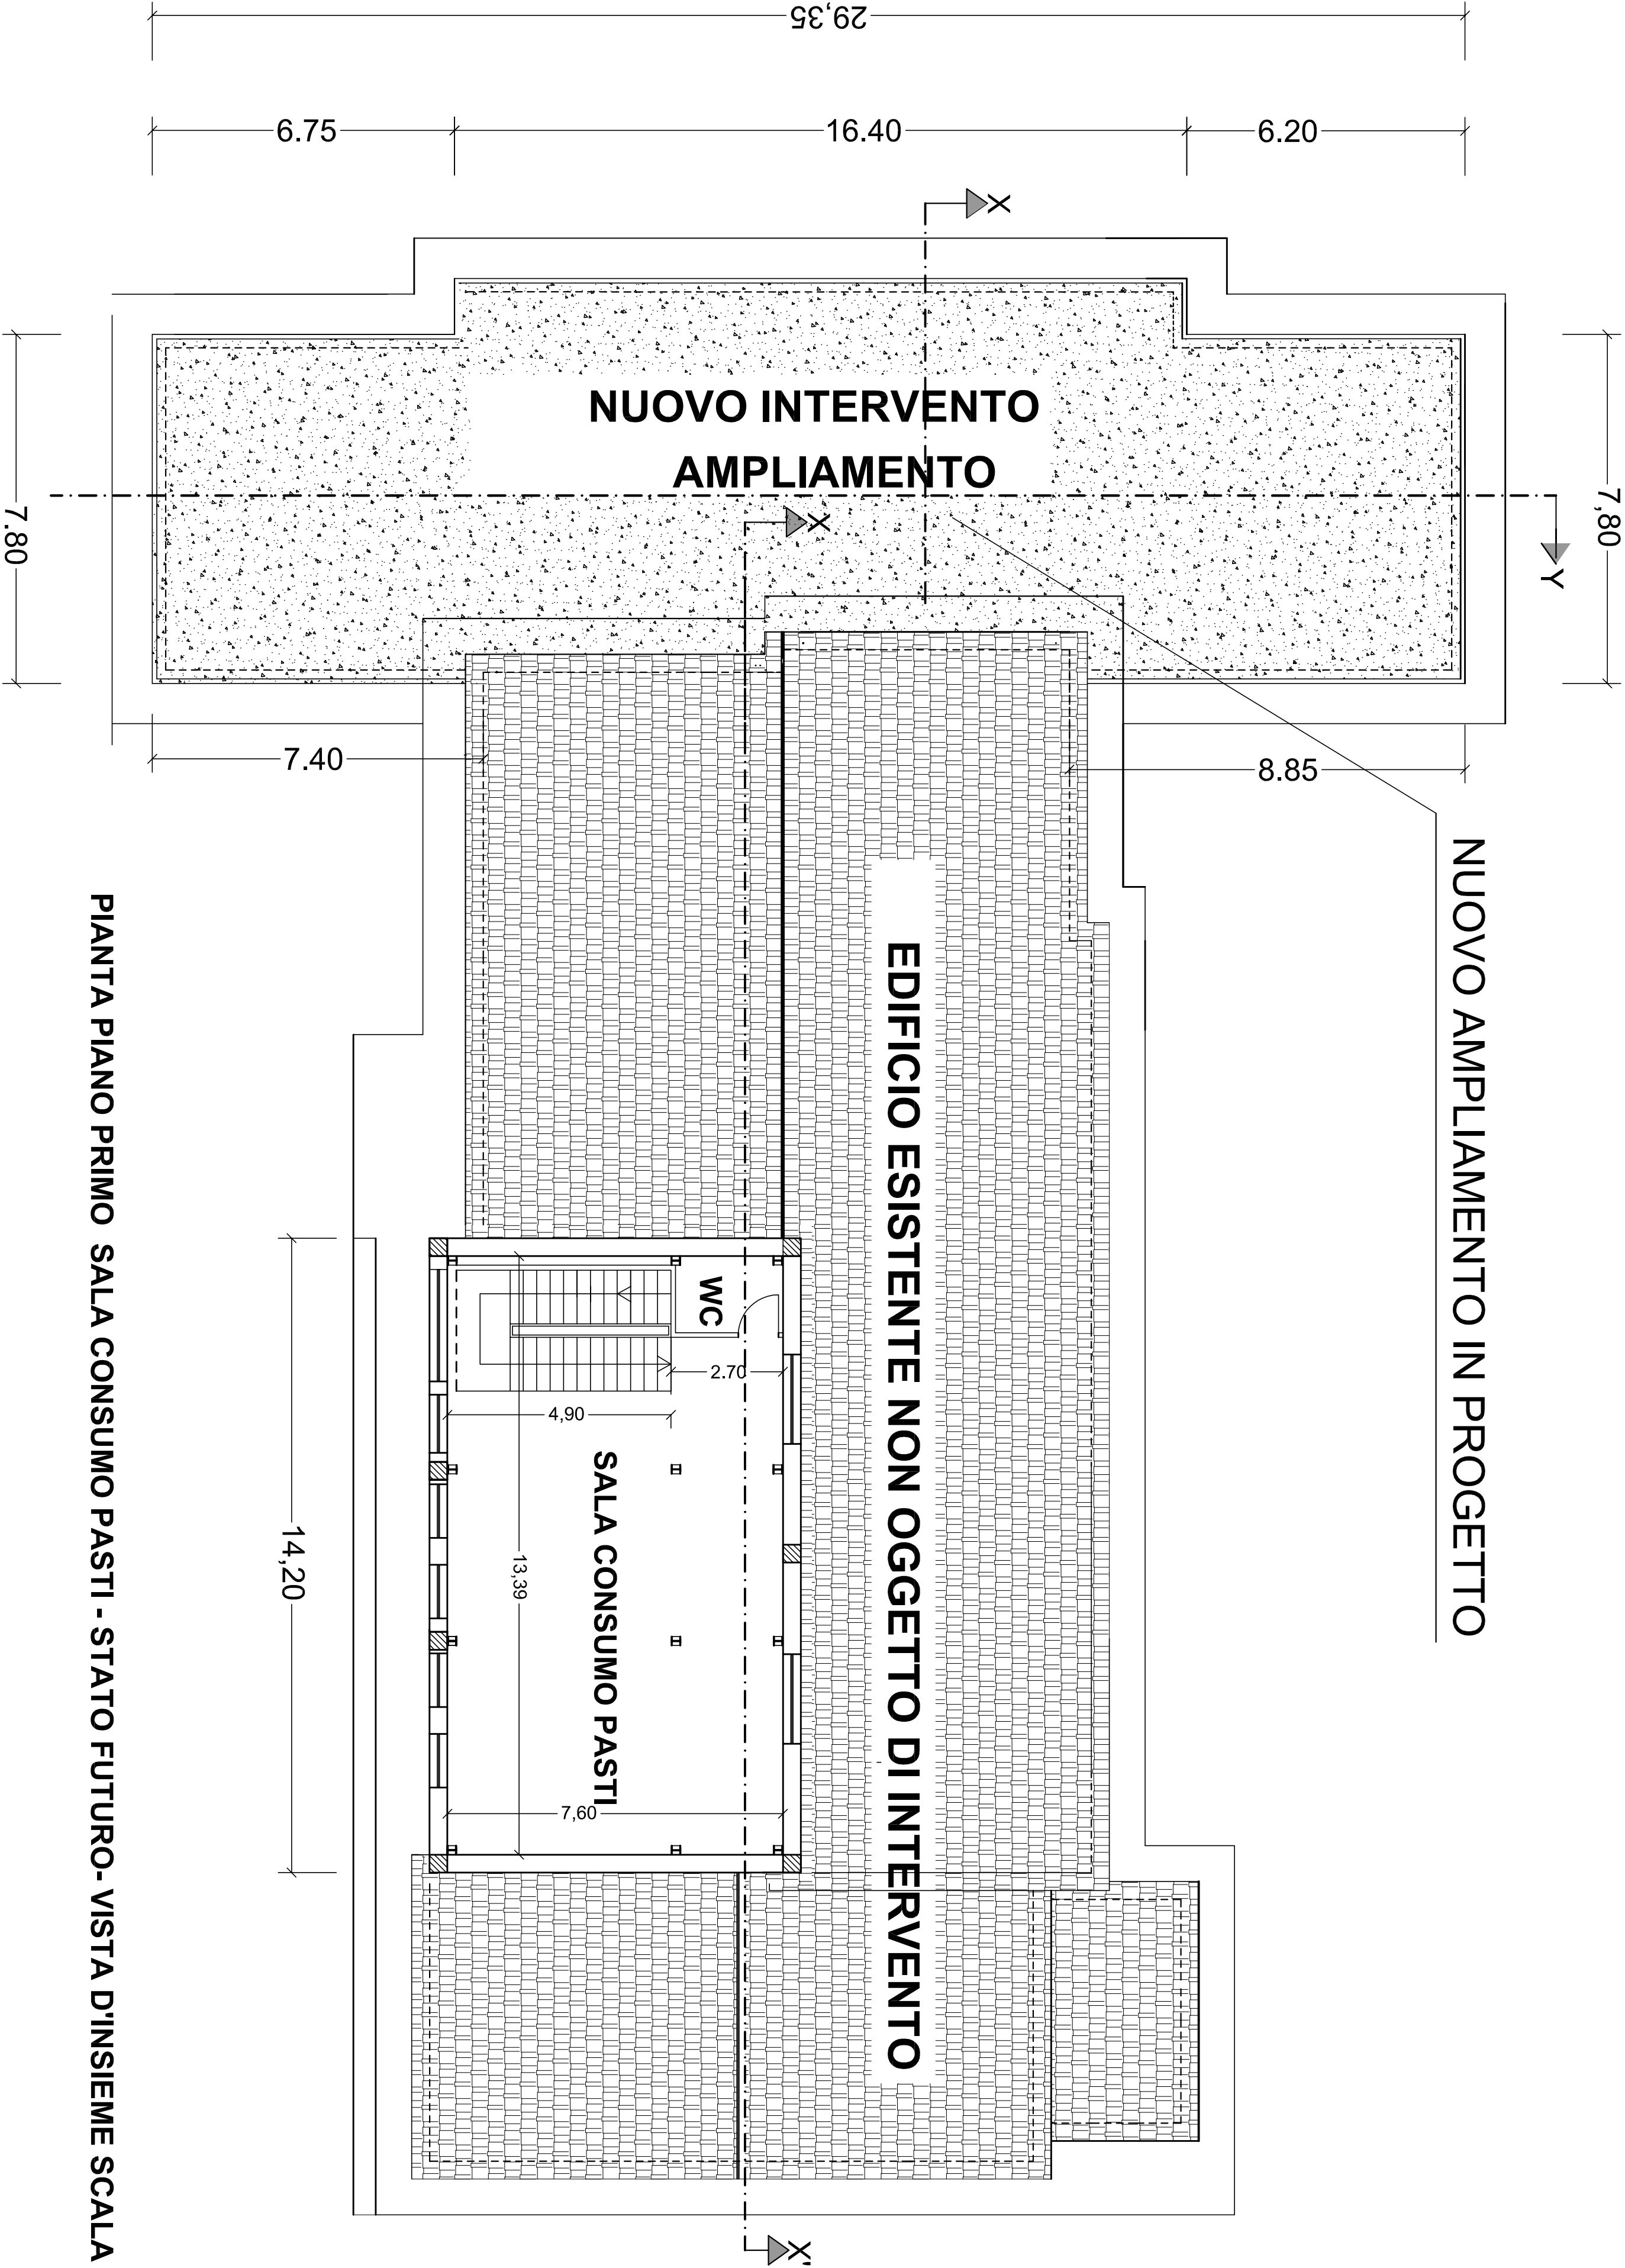 29,35
6.75
16.40
6.20
X
NUOVO INTERVENTO
AMPLIAMENTO
X
Y
7.80
7,80
7.40
8.85
NUOVO AMPLIAMENTO IN PROGETTO
EDIFICIO ESISTENTE NON OGGETTO DI INTERVENTO
WC
2.70
4,90
SALA CONSUMO PASTI
13,39
14,20
7,60
X'
PIANTA PIANO PRIMO SALA CONSUMO PASTI - STATO FUTURO- VISTA D'INSIEME SCALA